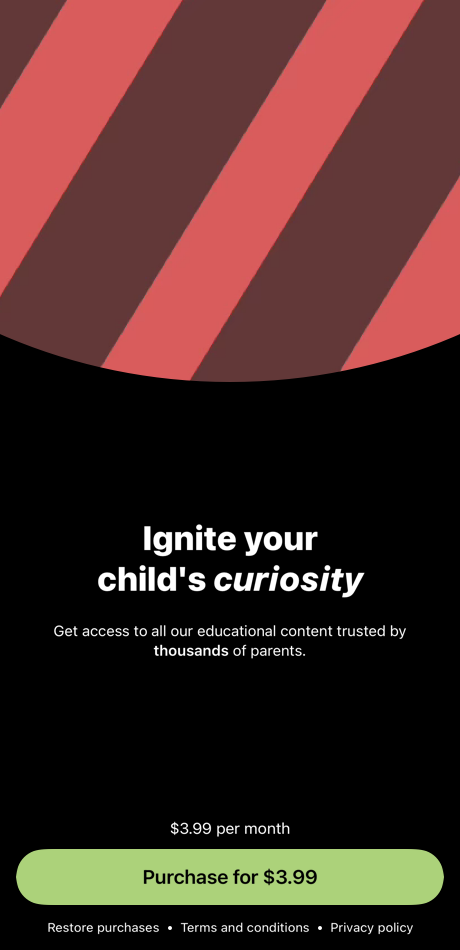 Ignite your
child's curiosity
Get access to all our educational content trusted by
thousands of parents.
$3.99 per month
Purchase for $3.99
Restore purchases • Terms and conditions • Privacy policy